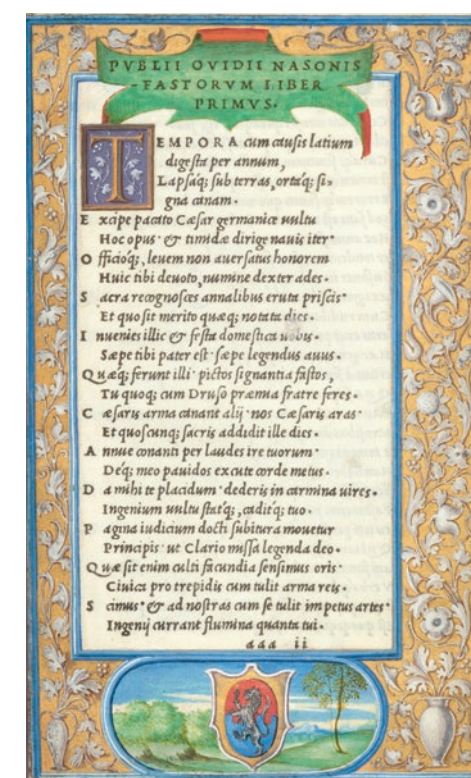 PVBLII OVIDII NASONIS
-FASTORVM LIBER
PRIMVS·
TEMPORA cum causis latium
digesta per annum,
Lapsaq; sub terras, ortaq; si-
gna canam.
E xcipe pacato Cæsar germanice uultu
Hoc opus· & timidæ dirige nauis iter·
O fficioq;, leuem non auersatus honorem
Huic tibi deuoto, numine dexter ades.
S acra recognosces annalibus eruta priscis·
Et quo sit merito quæq; notata dies.
I nuenies illic & festa domestica uobis.
Sæpe tibi pater est· sæpe legendus auus.
Quæq; ferunt illi· pictos signantia fastos,
Tu quoq; cum Druso præmia fratre feres.
C æsaris arma canant alij· nos Cæsaris aras·
Et quoscunq; sacris addidit ille dies.
A nnue conanti per laudes ire tuorum·
Deq; meo pauidos excute corde metus.
D a mihi te placidum· dederis in carmina uires.
Ingenium uultu statq;, caditq; tuo.
P agina iudicium docti subitura mouetur
Principis· ut Clario missa legenda deo.
Quæ sit enim culti facundia sensimus oris·
Ciuica pro trepidis cum tulit arma reis.
S cimus· & ad nostras cum se tulit impetus artes·
Ingenij currant flumina quanta tui.
aaa ii